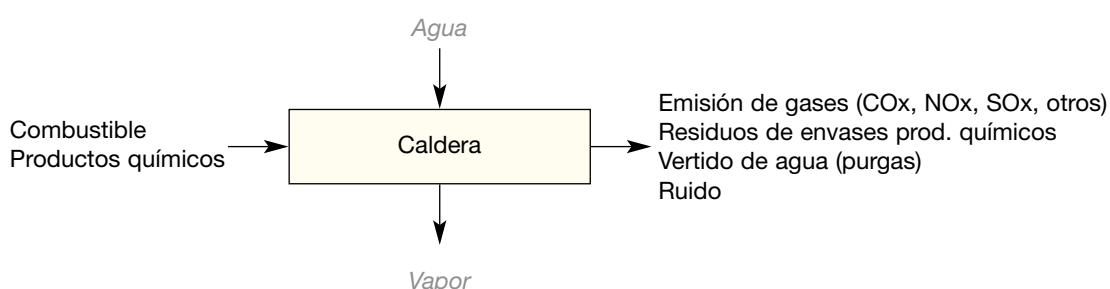 Agua
Combustible
Productos químicos
Caldera
Emisión de gases (COx, NOx, SOx, otros)
Residuos de envases prod. químicos
Vertido de agua (purgas)
Ruido
Vapor